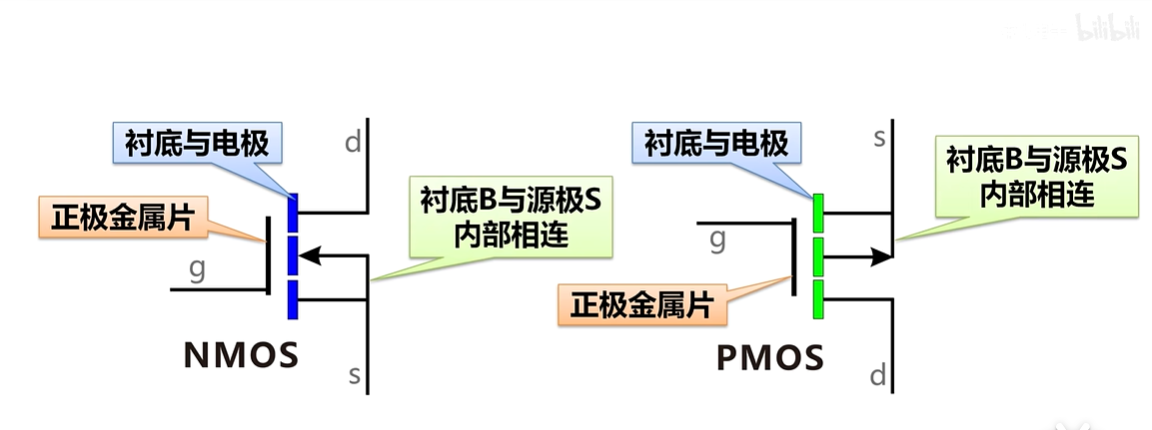 bilibili
衬底与电极
d
正极金属片
衬底B与源极S
内部相连
g
NMOS
s
衬底与电极
s
衬底B与源极S
内部相连
g
正极金属片
PMOS
d